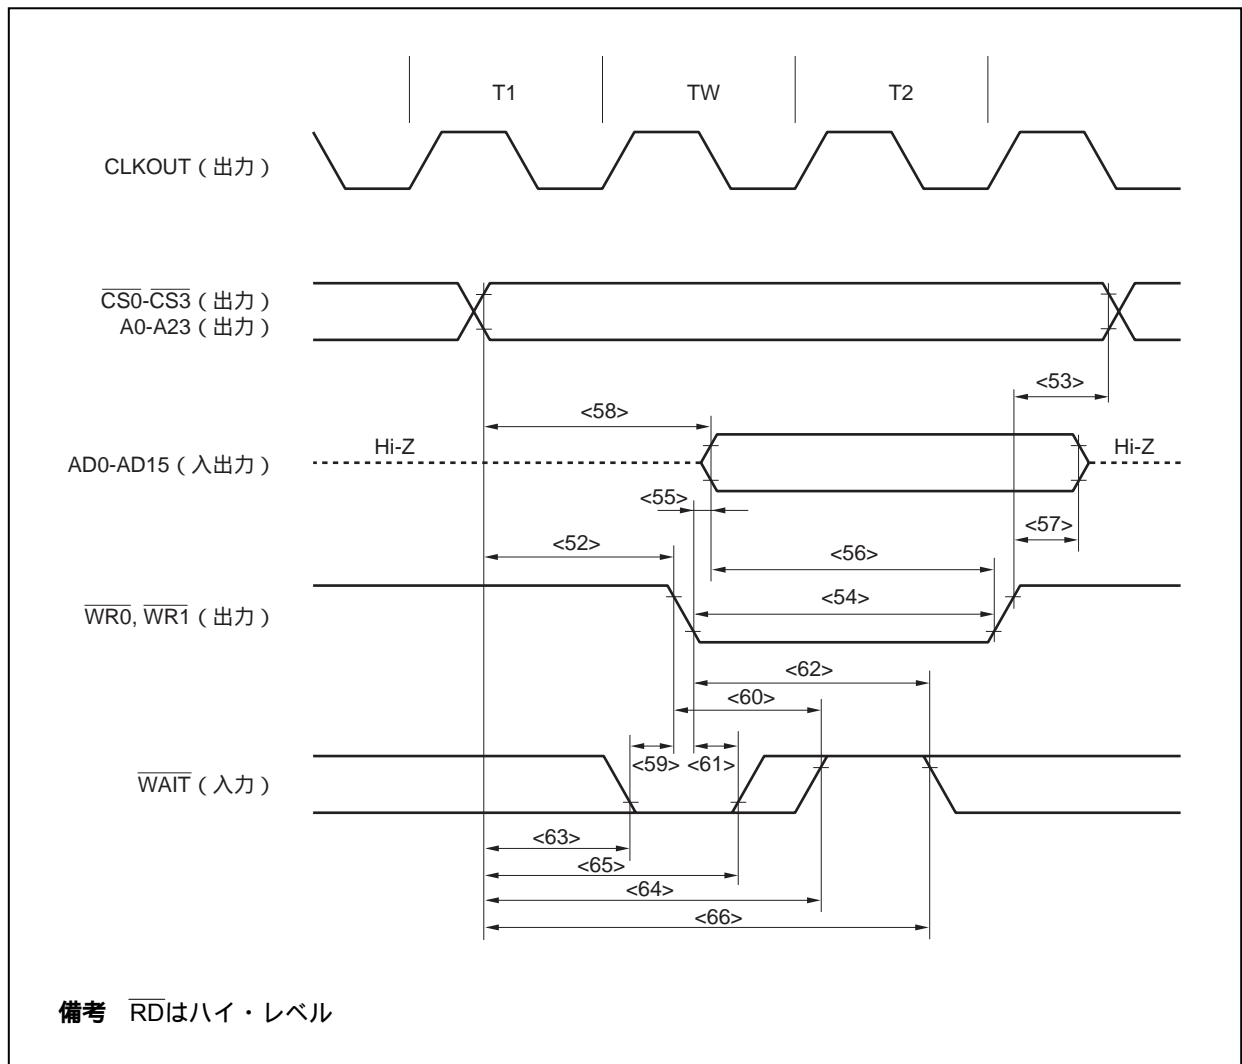 T1 TW T2
CLKOUT（出力）
CS0-CS3（出力）
A0-A23（出力）
<53>
<58>
Hi-Z Hi-Z
AD0-AD15（入出力）
<55>
<57>
<52>
<56>
<54>
WR0, WR1（出力）
<62>
<60>
<59> <61>
WAIT（入力）
<63>
<65>
<64>
<66>
備考 RDはハイ・レベル